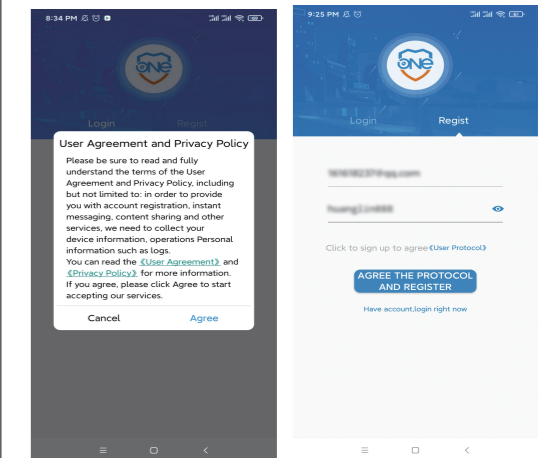 8:34 PM
ONE
Login Regist
User Agreement and Privacy Policy
Please be sure to read and fully
understand the terms of the User
Agreement and Privacy Policy, including
but not limited to: in order to provide
you with account registration, instant
messaging, content sharing and other
services, we need to collect your
device information, operations Personal
information such as logs.
You can read the 《User Agreement》 and
《Privacy Policy》 for more information.
If you agree, please click Agree to start
accepting our services.
Cancel Agree
9:25 PM
ONE
Login Regist
Click to sign up to agree《User Protocol》
AGREE THE PROTOCOL
AND REGISTER
Have account,login right now